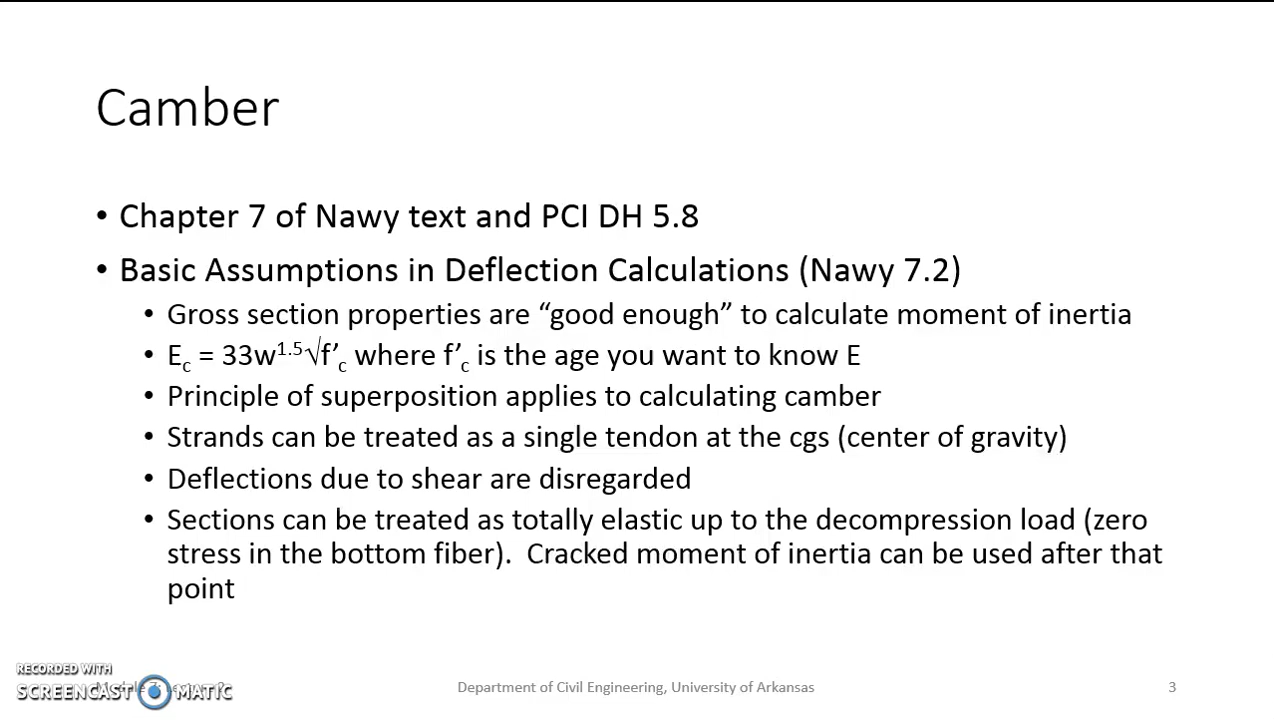 Camber
• Chapter 7 of Nawy text and PCI DH 5.8
• Basic Assumptions in Deflection Calculations (Nawy 7.2)
• Gross section properties are “good enough” to calculate moment of inertia
• Ec = 33w1.5√f’c where f’c is the age you want to know E
• Principle of superposition applies to calculating camber
• Strands can be treated as a single tendon at the cgs (center of gravity)
• Deflections due to shear are disregarded
• Sections can be treated as totally elastic up to the decompression load (zero
stress in the bottom fiber). Cracked moment of inertia can be used after that
point
RECORDED WITH
SCREENCAST MATIC
Department of Civil Engineering, University of Arkansas
3